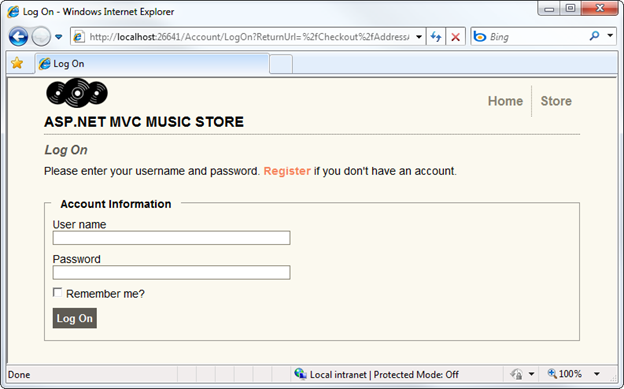 Log On - Windows Internet Explorer
http://localhost:26641/Account/LogOn?ReturnUrl=%2fCheckout%2fAddress
Bing
Log On
Home
Store
ASP.NET MVC MUSIC STORE
Log On
Please enter your username and password. Register if you don't have an account.
Account Information
User name
Password
Remember me?
Log On
Done
Local intranet | Protected Mode: Off
100%